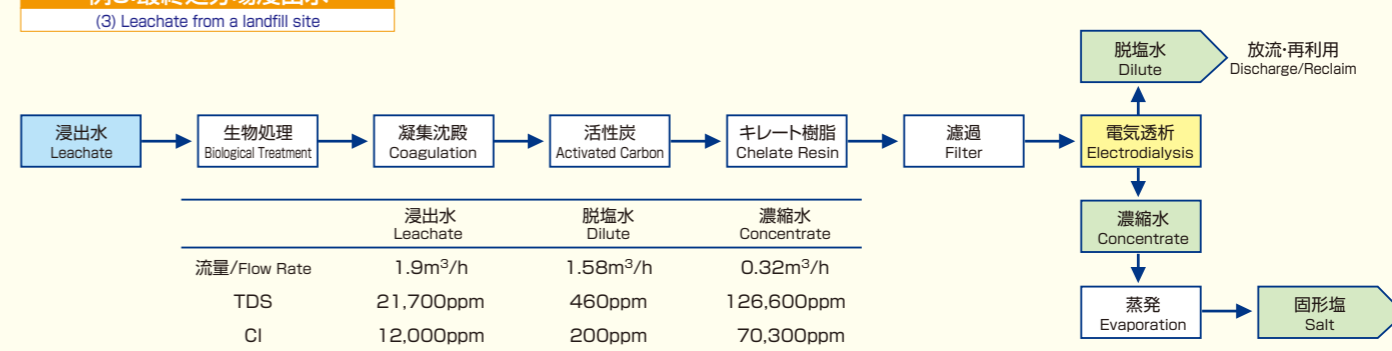 (3) Leachate from a landfill site
脱塩水
Dilute
放流・再利用
Discharge/Reclaim
浸出水
Leachate
生物処理
Biological Treatment
凝集沈殿
Coagulation
活性炭
Activated Carbon
キレート樹脂
Chelate Resin
濾過
Filter
電気透析
Electrodialysis
濃縮水
Concentrate
蒸発
Evaporation
固形塩
Salt
浸出水 脱塩水 濃縮水
Leachate Dilute Concentrate
流量/Flow Rate 1.9m³/h 1.58m³/h 0.32m³/h
TDS 21,700ppm 460ppm 126,600ppm
Cl 12,000ppm 200ppm 70,300ppm